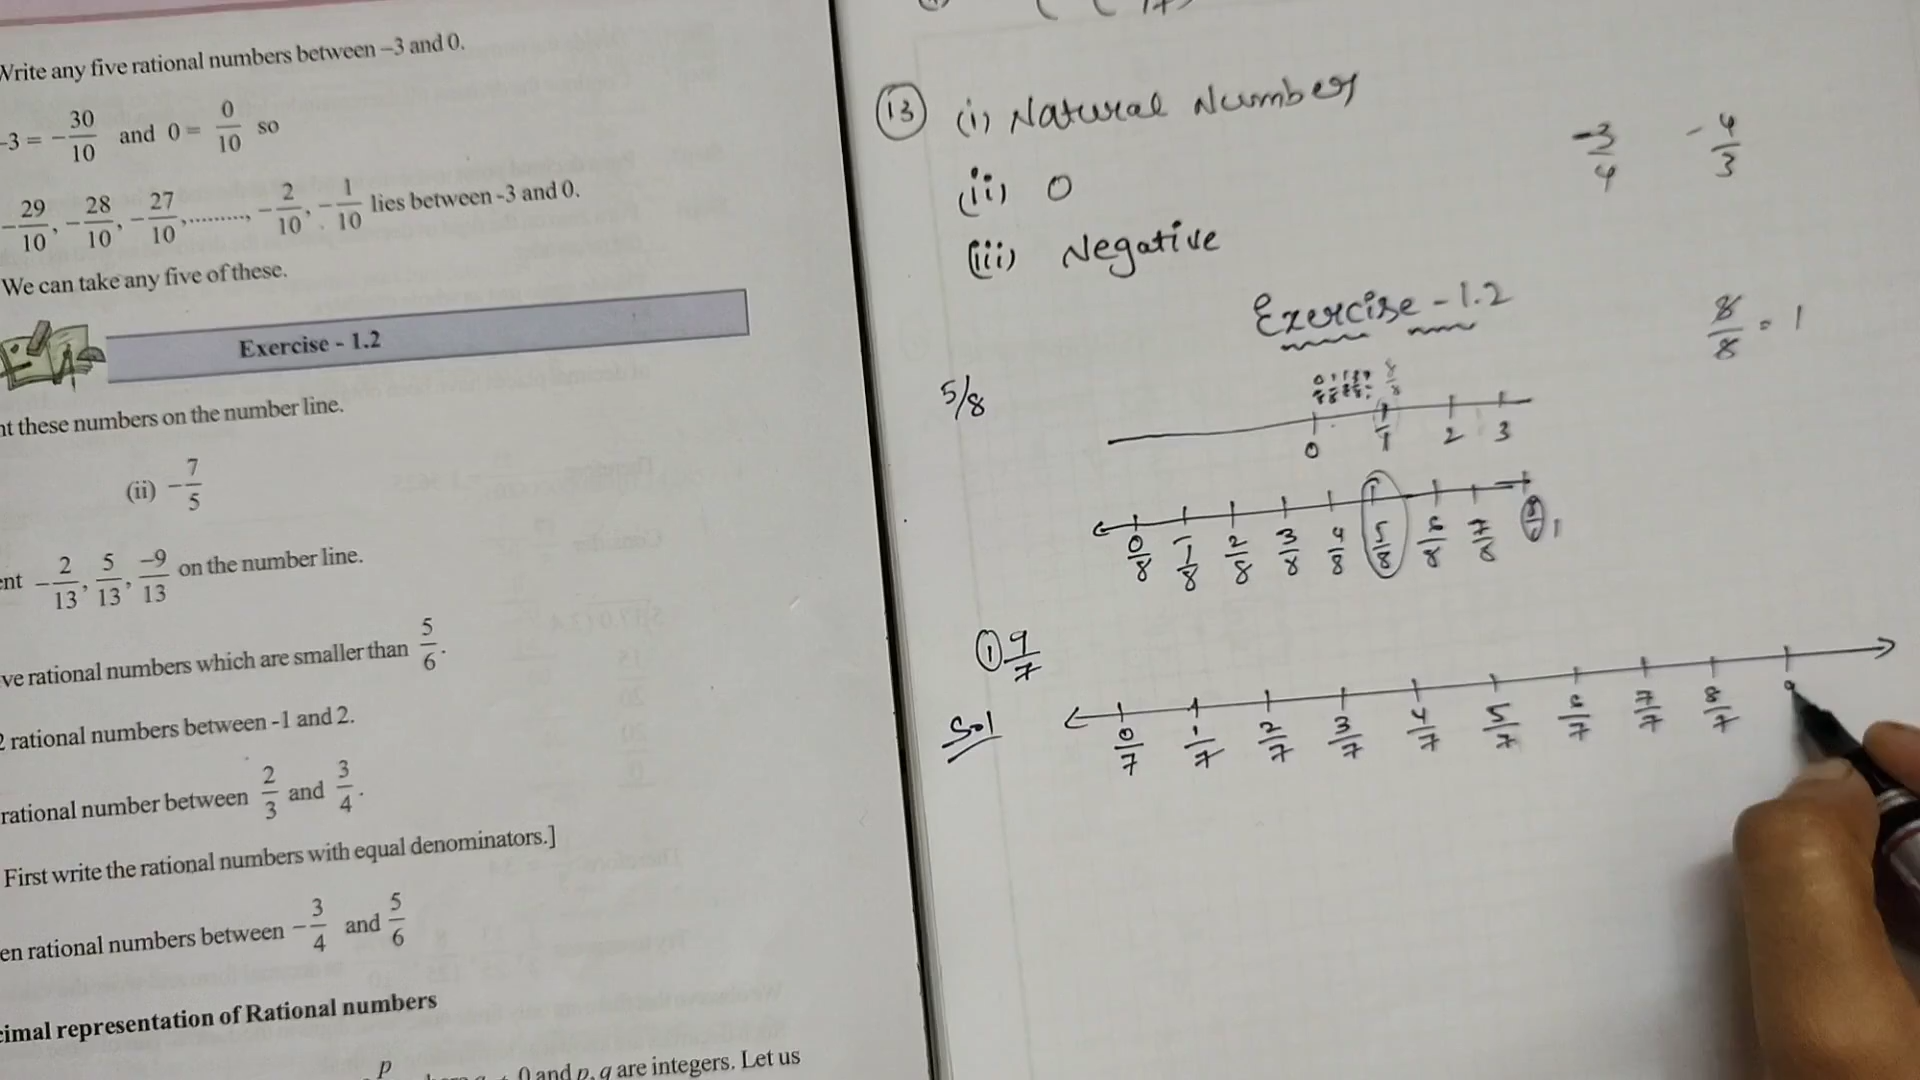 Write any five rational numbers between –3 and 0.
-3 = - 30/10 and 0 = 0/10 so
- 29/10, - 28/10, - 27/10, .........., - 2/10, - 1/10 lies between -3 and 0.
We can take any five of these.
Exercise - 1.2
these numbers on the number line.
(ii) - 7/5
- 2/13, 5/13, -9/13 on the number line.
rational numbers which are smaller than 5/6.
2 rational numbers between -1 and 2.
rational number between 2/3 and 3/4.
First write the rational numbers with equal denominators.]
rational numbers between - 3/4 and 5/6
representation of Rational numbers
p
0 and p, q are integers. Let us
(13) (i) Natural Number
-3/4 - 4/3
(ii) 0
(iii) Negative
Exercise - 1.2
8/8 = 1
5/8
8/8
0 1 2 3
0/8 1/8 2/8 3/8 4/8 5/8 6/8 7/8 1
(1) 9/7
Sol
0/7 1/7 2/7 3/7 4/7 5/7 6/7 7/7 8/7 9